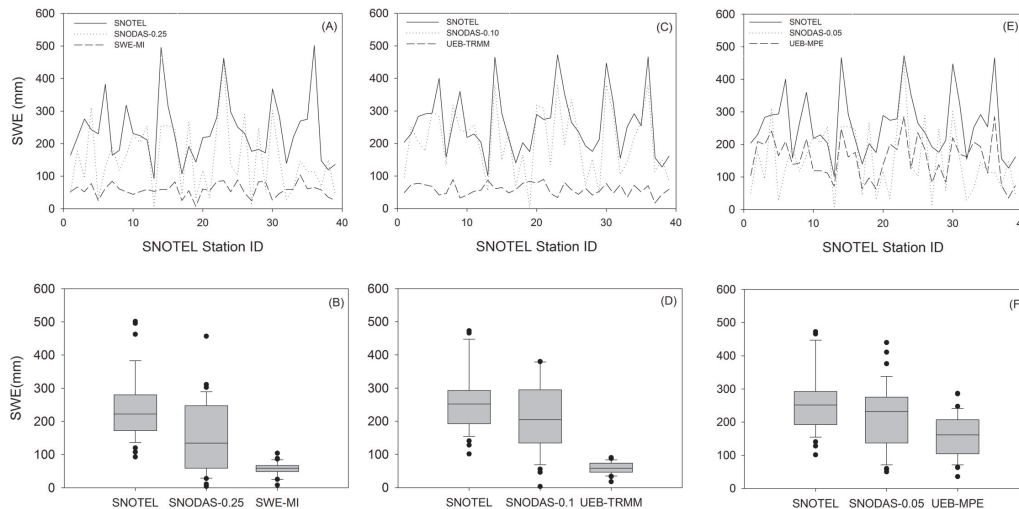 SNOTEL
SNODAS-0.25
SWE-MI
(A)
600
500
400
300
200
100
0
SWE (mm)
0 10 20 30 40
SNOTEL Station ID
SNOTEL
SNODAS-0.10
UEB-TRMM
(C)
600
500
400
300
200
100
0
0 10 20 30 40
SNOTEL Station ID
SNOTEL
SNODAS-0.05
UEB-MPE
(E)
600
500
400
300
200
100
0
0 10 20 30 40
SNOTEL Station ID
(B)
600
500
400
300
200
100
0
SWE(mm)
SNOTEL SNODAS-0.25 SWE-MI
(D)
600
500
400
300
200
100
0
SNOTEL SNODAS-0.1 UEB-TRMM
(F
600
500
400
300
200
100
0
SNOTEL SNODAS-0.05 UEB-MPE